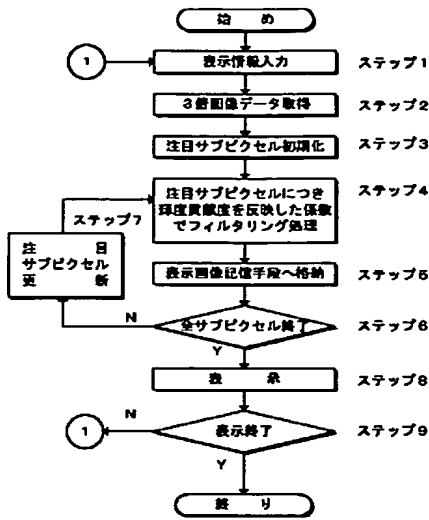 始め
1
表示情報入力
ステップ1
3倍画像データ取得
ステップ2
注目サブピクセル初期化
ステップ3
注目サブピクセルにつき
輝度貢献度を反映した係数
でフィルタリング処理
ステップ4
ステップ7
注目
サブピクセル
更新
表示画像記憶手段へ格納
ステップ5
N
全サブピクセル終了
ステップ6
Y
表示
ステップ8
N
1
表示終了
ステップ9
Y
終り